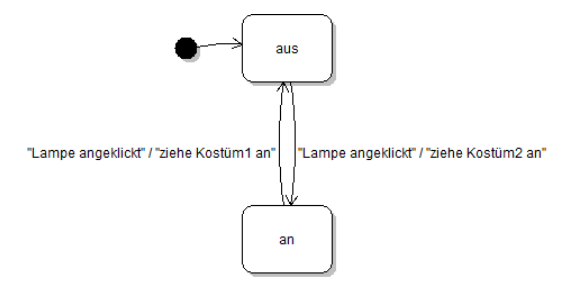 aus
"Lampe angeklickt" / "ziehe Kostüm1 an"
"Lampe angeklickt" / "ziehe Kostüm2 an"
an